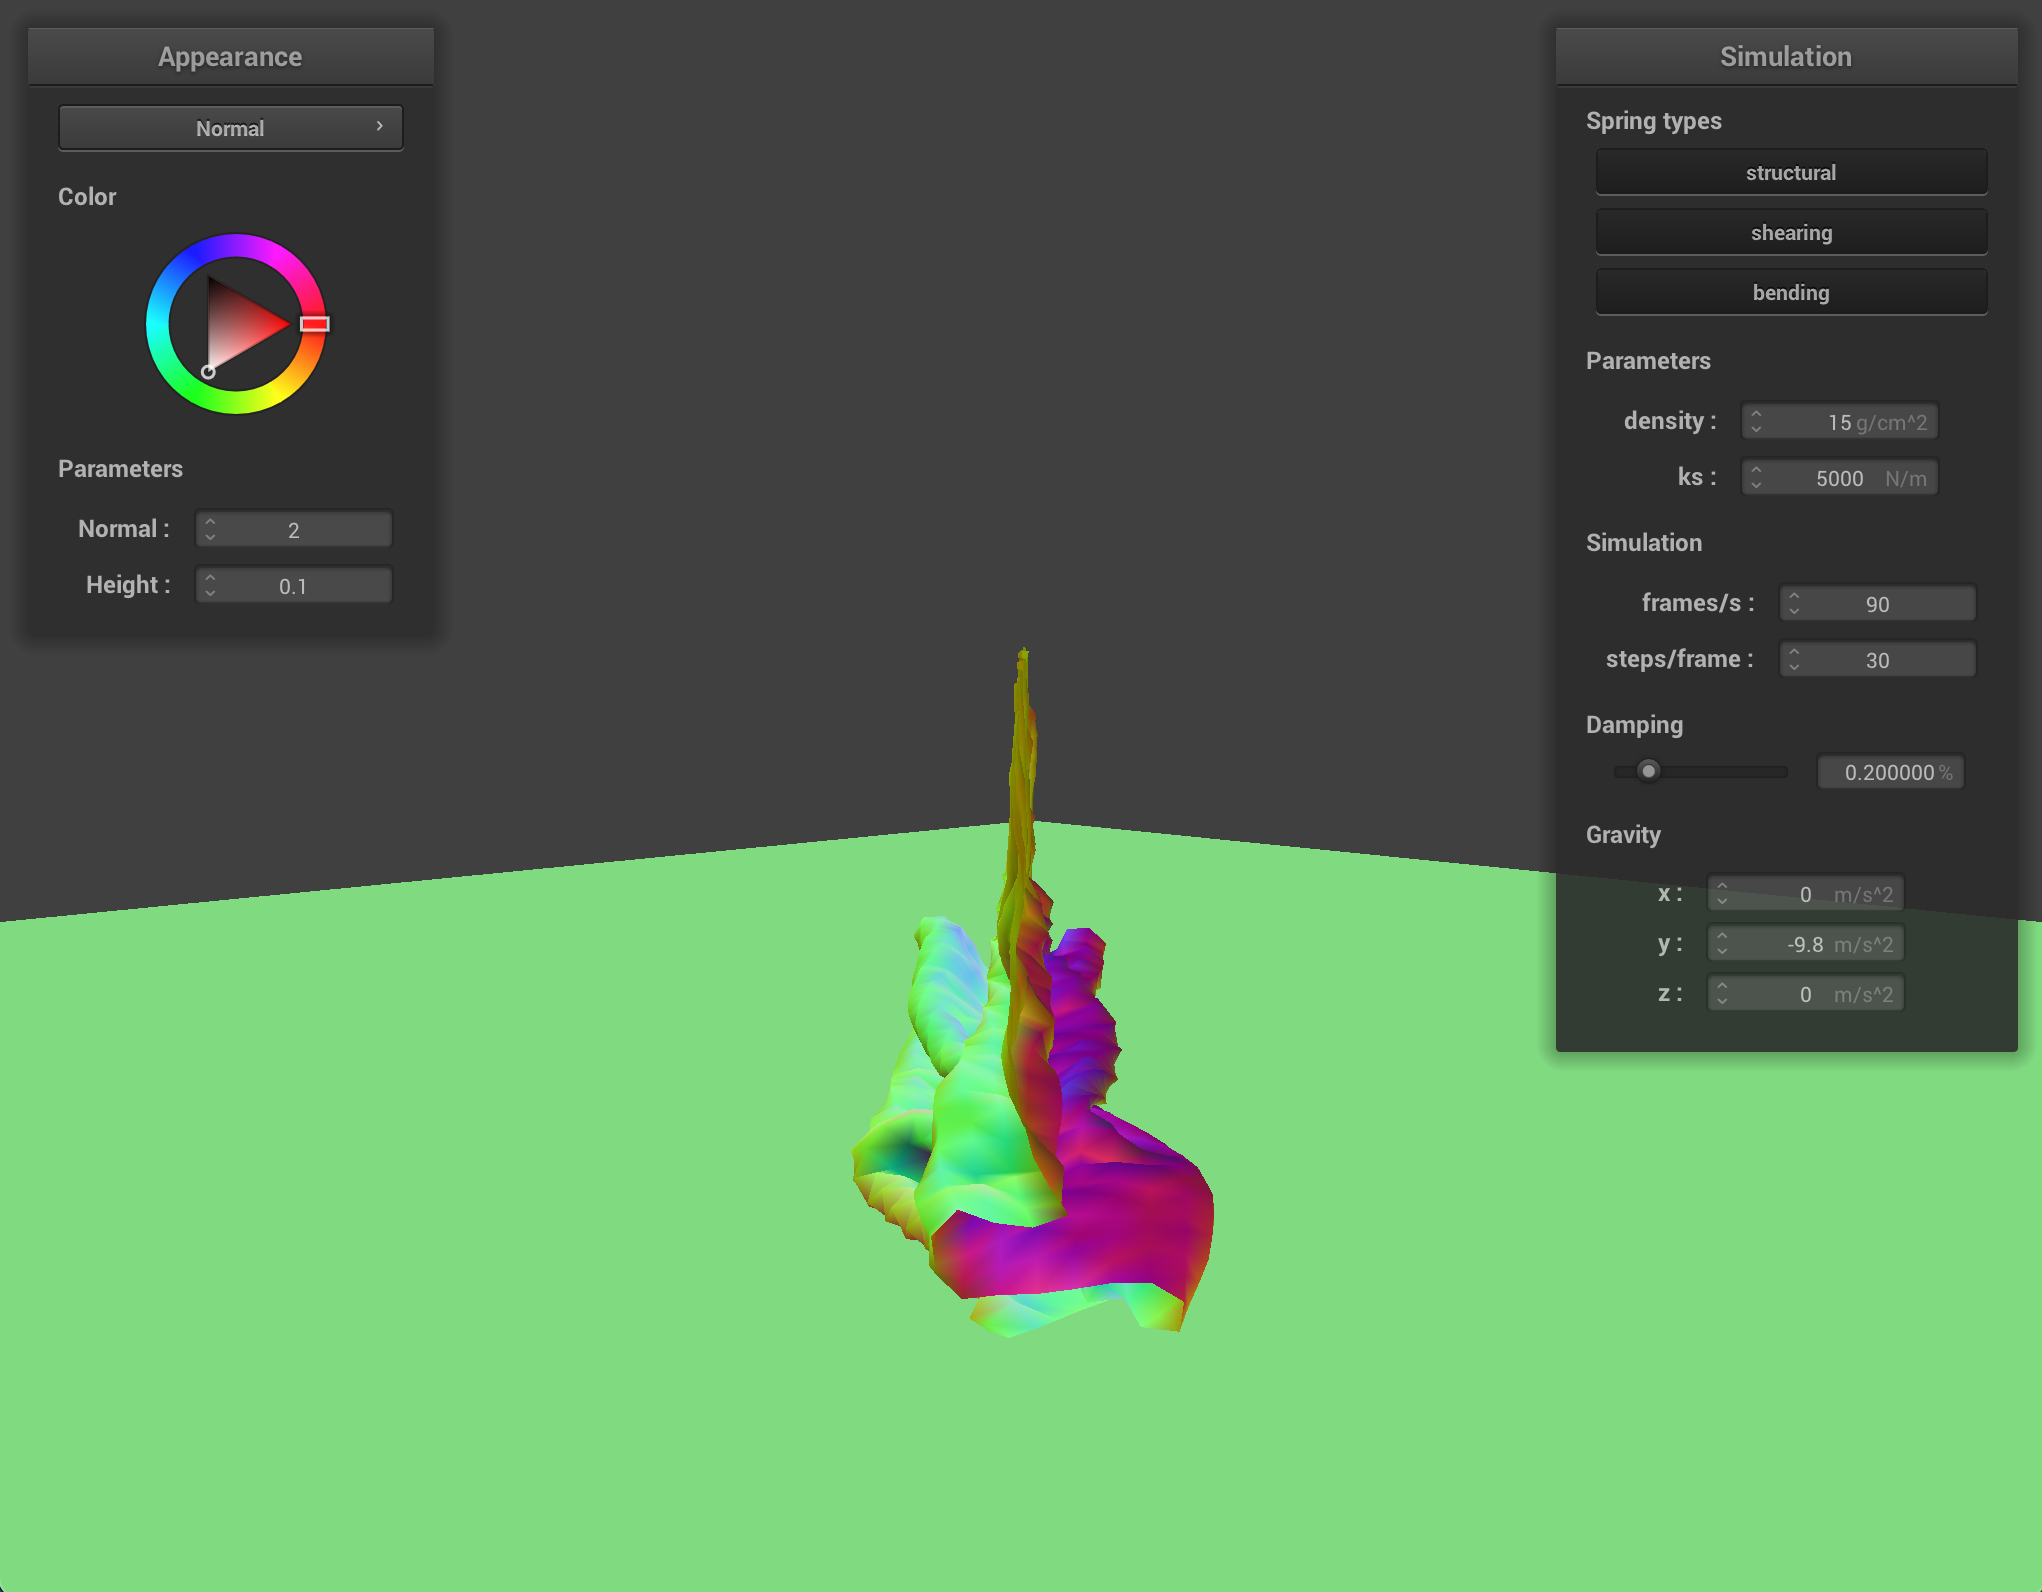 Appearance
Normal
Color
Parameters
Normal : 2
Height : 0.1
Simulation
Spring types
structural
shearing
bending
Parameters
density : 15 g/cm^2
ks : 5000 N/m
Simulation
frames/s : 90
steps/frame : 30
Damping
0.200000 %
Gravity
x : 0 m/s^2
y : -9.8 m/s^2
z : 0 m/s^2